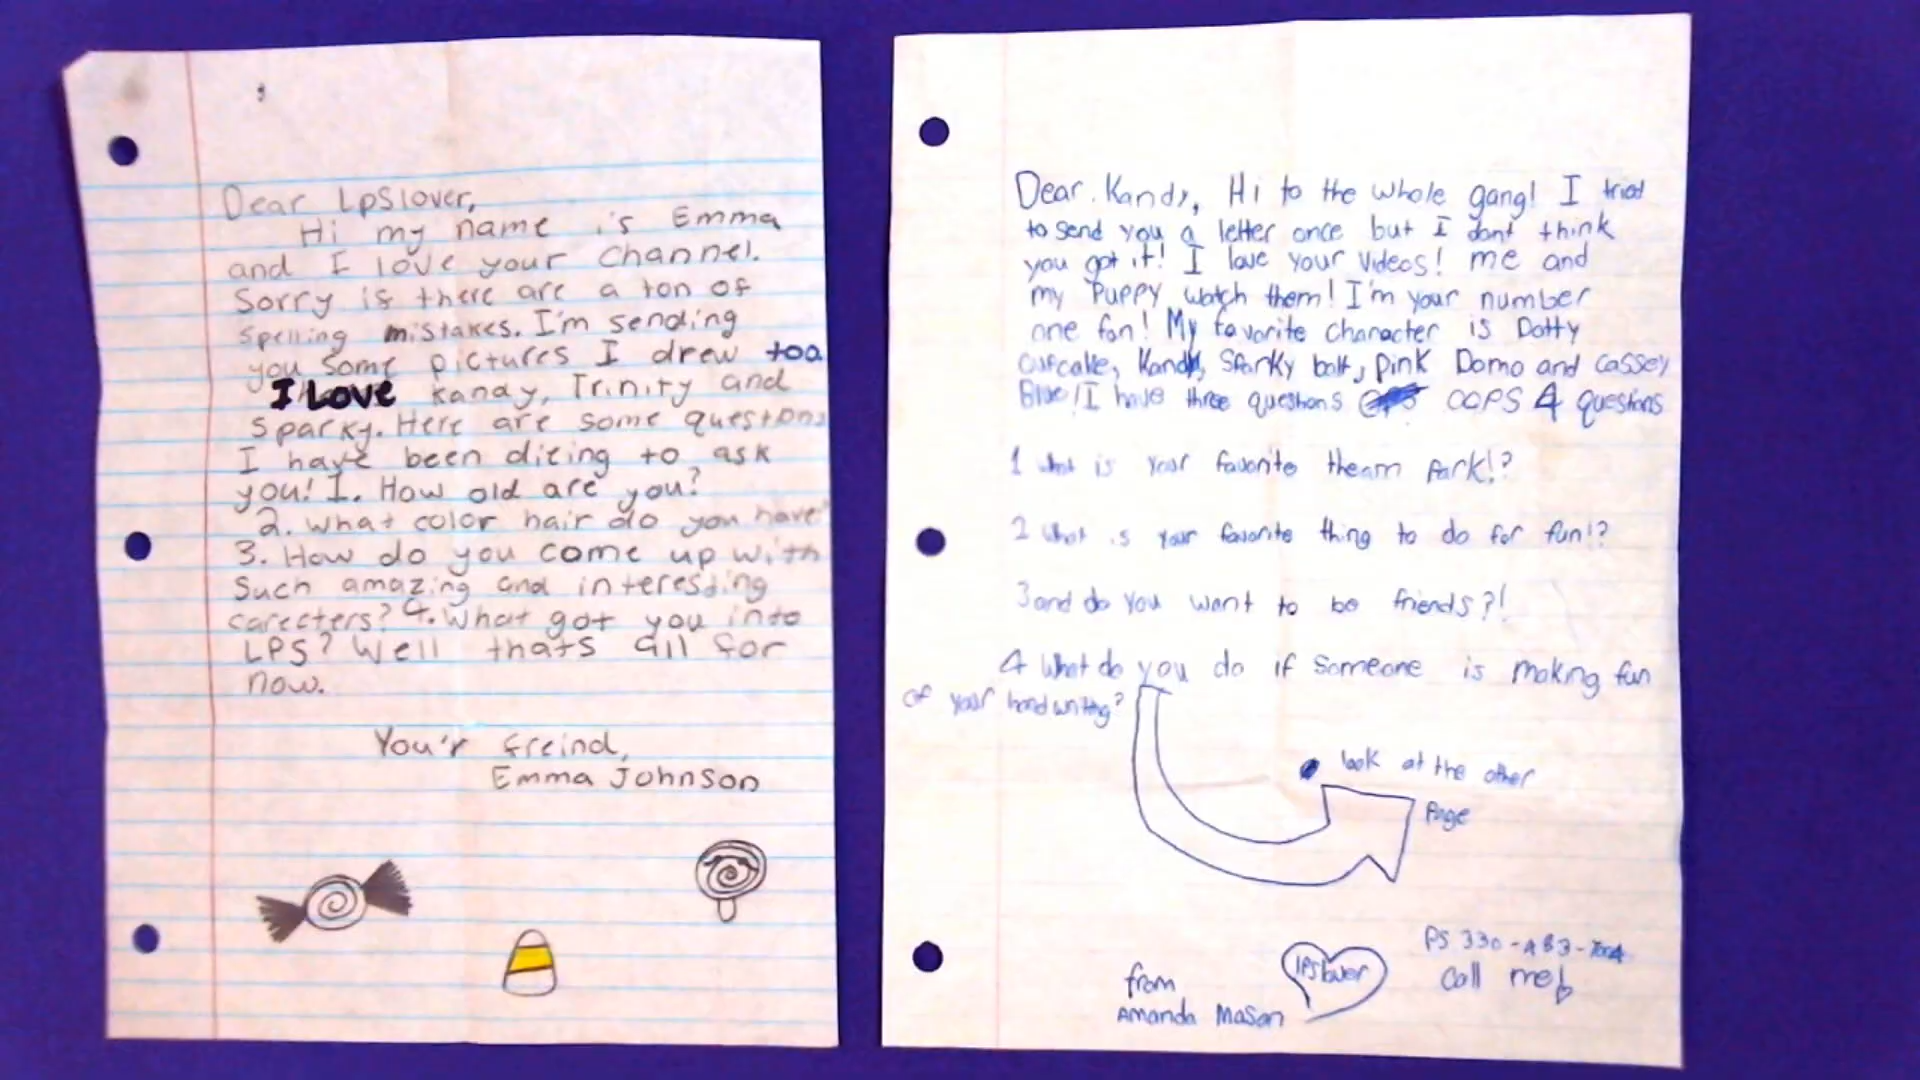 Dear Lpslover,
Hi my name is Emma
and I love your channel.
Sorry if there are a ton of
spelling mistakes. I'm sending
you some pictures I drew too
I Love Kandy, Trinity and
Sparky. Here are some questions
I have been dieing to ask
you! 1. How old are you?
2. What color hair do you have
3. How do you come up with
such amazing and interesting
carecters? 4. What got you into
LPS? Well thats all for
now.
You'r freind,
Emma Johnson
Dear Kandy, Hi to the whole gang! I tried
to send you a letter once but I dont think
you got it! I love your videos! me and
my puppy watch them! I'm your number
one fan! My favorite character is Dotty
cupcake, Kandy, Sparky bolt, Pink Domo and Cassey
Blue! I have three questions OOPS 4 questions
1 What is your favorite theam Park!?
2 What is your favorite thing to do for fun!?
3 and do you want to be friends?!
4 What do you do if someone is making fun
of your handwriting?
look at the other
Page
from
Amanda Mason
lpslover
PS 330-
Call me!